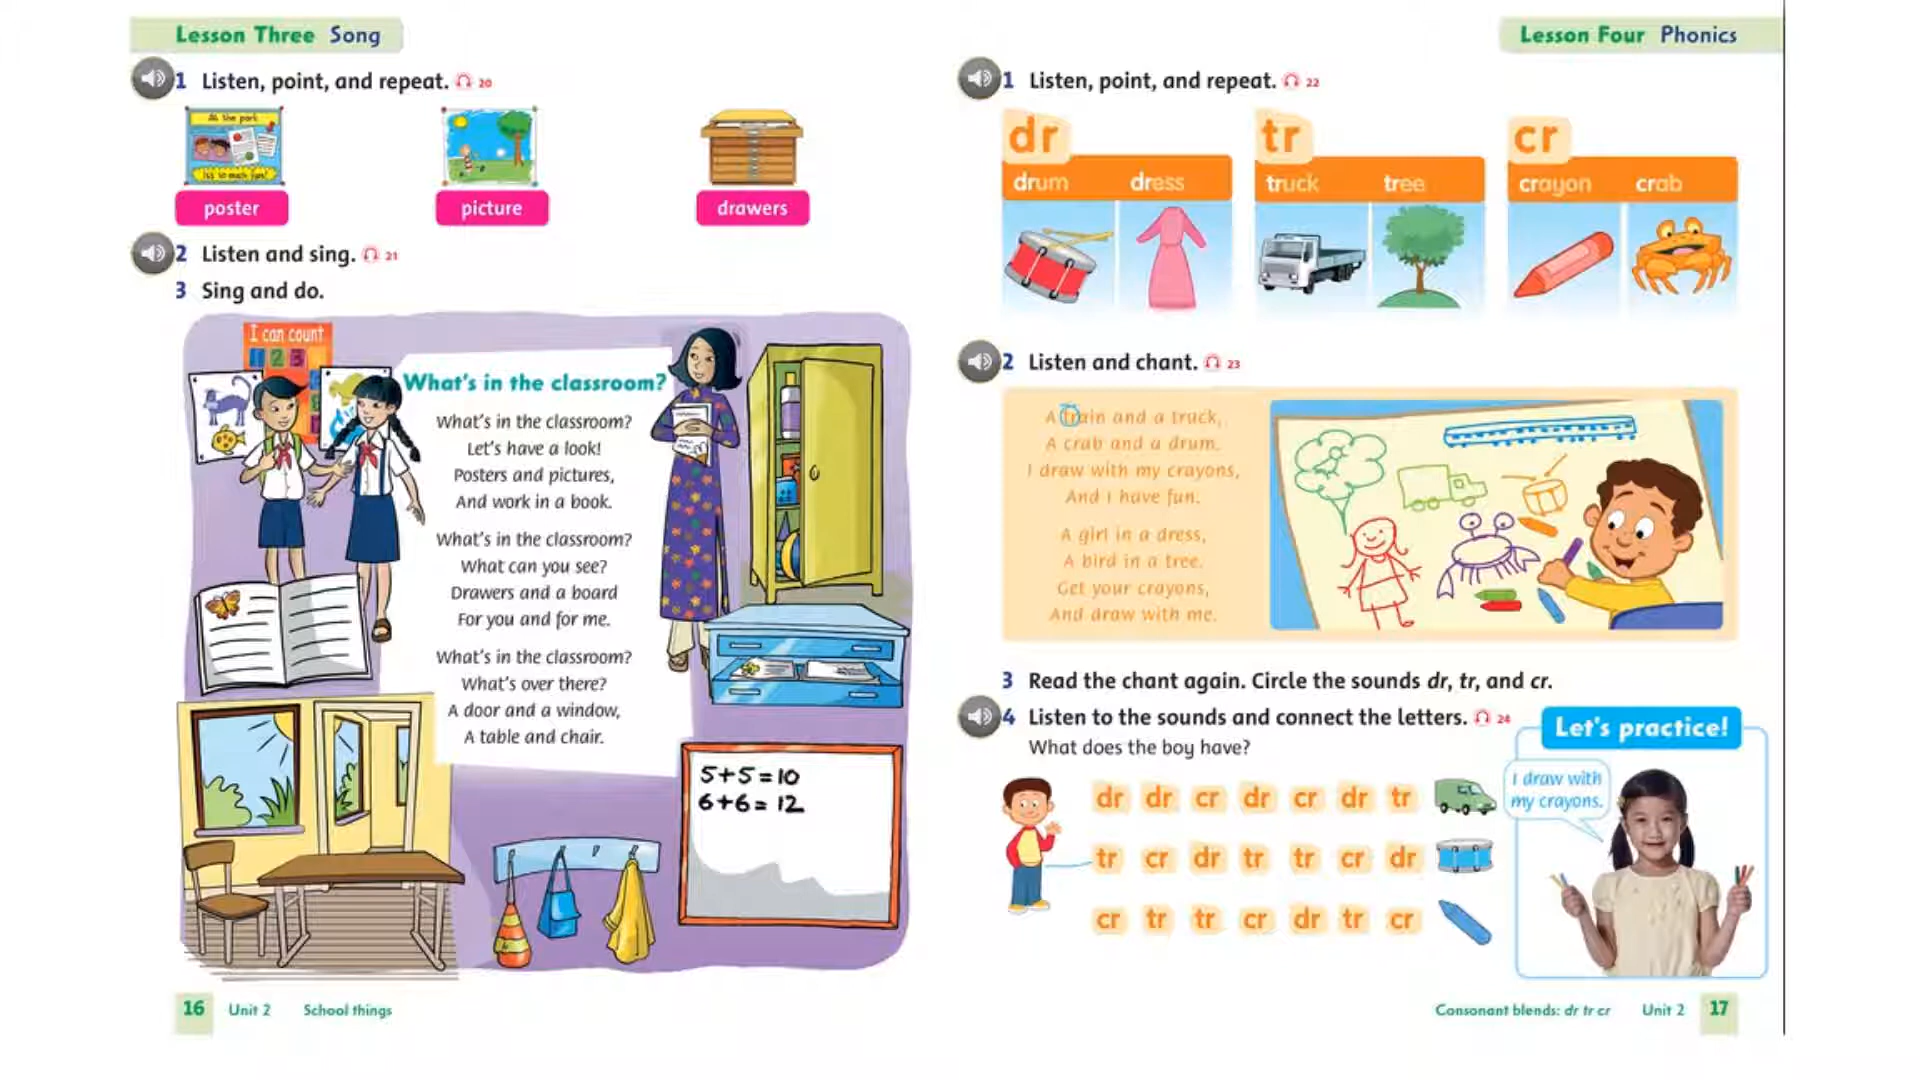 Lesson Three Song
1 Listen, point, and repeat. 20
At the park
It's so much fun!
poster
picture
drawers
2 Listen and sing. 21
3 Sing and do.
I can count
1 2 3
What's in the classroom?
What's in the classroom?
Let's have a look!
Posters and pictures,
And work in a book.
What's in the classroom?
What can you see?
Drawers and a board
For you and for me.
What's in the classroom?
What's over there?
A door and a window,
A table and chair.
5+5=10
6+6=12
16 Unit 2 School things
Lesson Four Phonics
1 Listen, point, and repeat. 22
dr tr cr
drum dress truck tree crayon crab
2 Listen and chant. 23
A train and a truck,
A crab and a drum.
I draw with my crayons,
And I have fun.
A girl in a dress,
A bird in a tree.
Get your crayons,
And draw with me.
3 Read the chant again. Circle the sounds dr, tr, and cr.
4 Listen to the sounds and connect the letters. 24
What does the boy have?
dr dr cr dr cr dr tr
tr cr dr tr tr cr dr
cr tr tr cr dr tr cr
Let's practice!
I draw with
my crayons.
Consonant blends: dr tr cr Unit 2 17